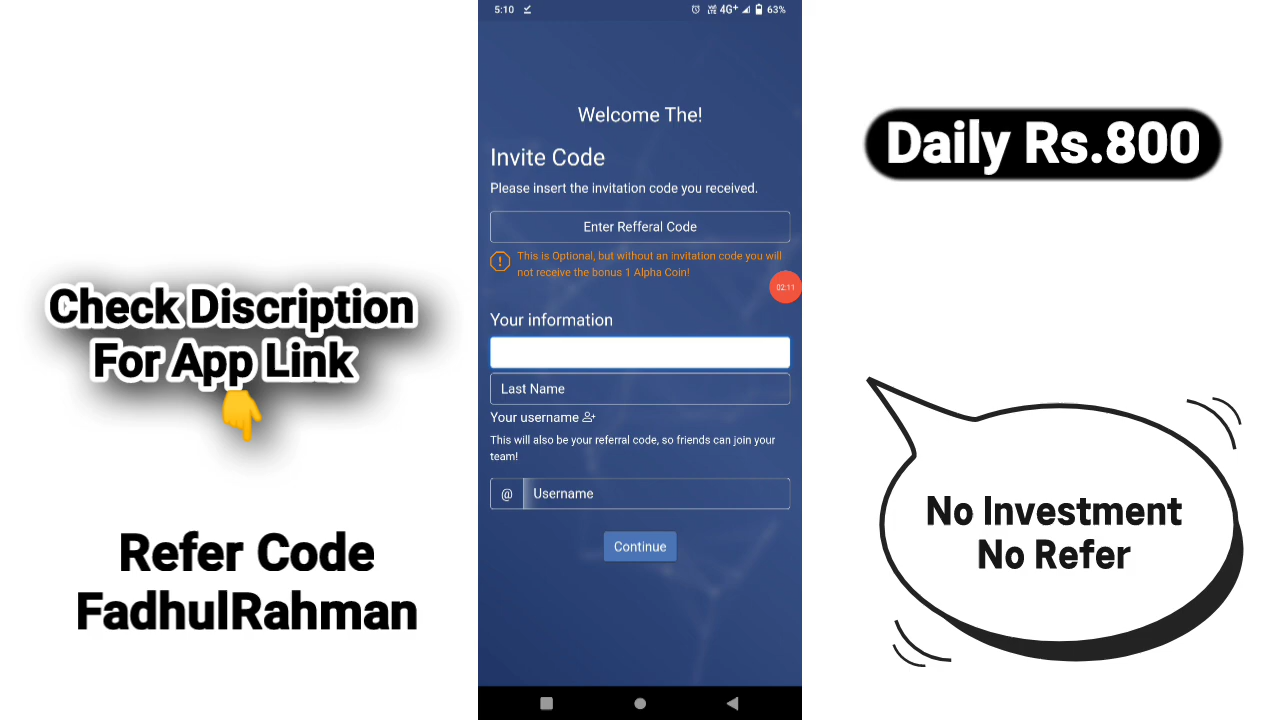 5:10 4G+ 63%
Welcome The!
Invite Code
Please insert the invitation code you received.
Enter Refferal Code
This is Optional, but without an invitation code you will
not receive the bonus 1 Alpha Coin!
02:11
Your information
Last Name
Your username
This will also be your referral code, so friends can join your
team!
@ Username
Continue
Check Discription
For App Link
Refer Code
FadhulRahman
Daily Rs.800
No Investment
No Refer